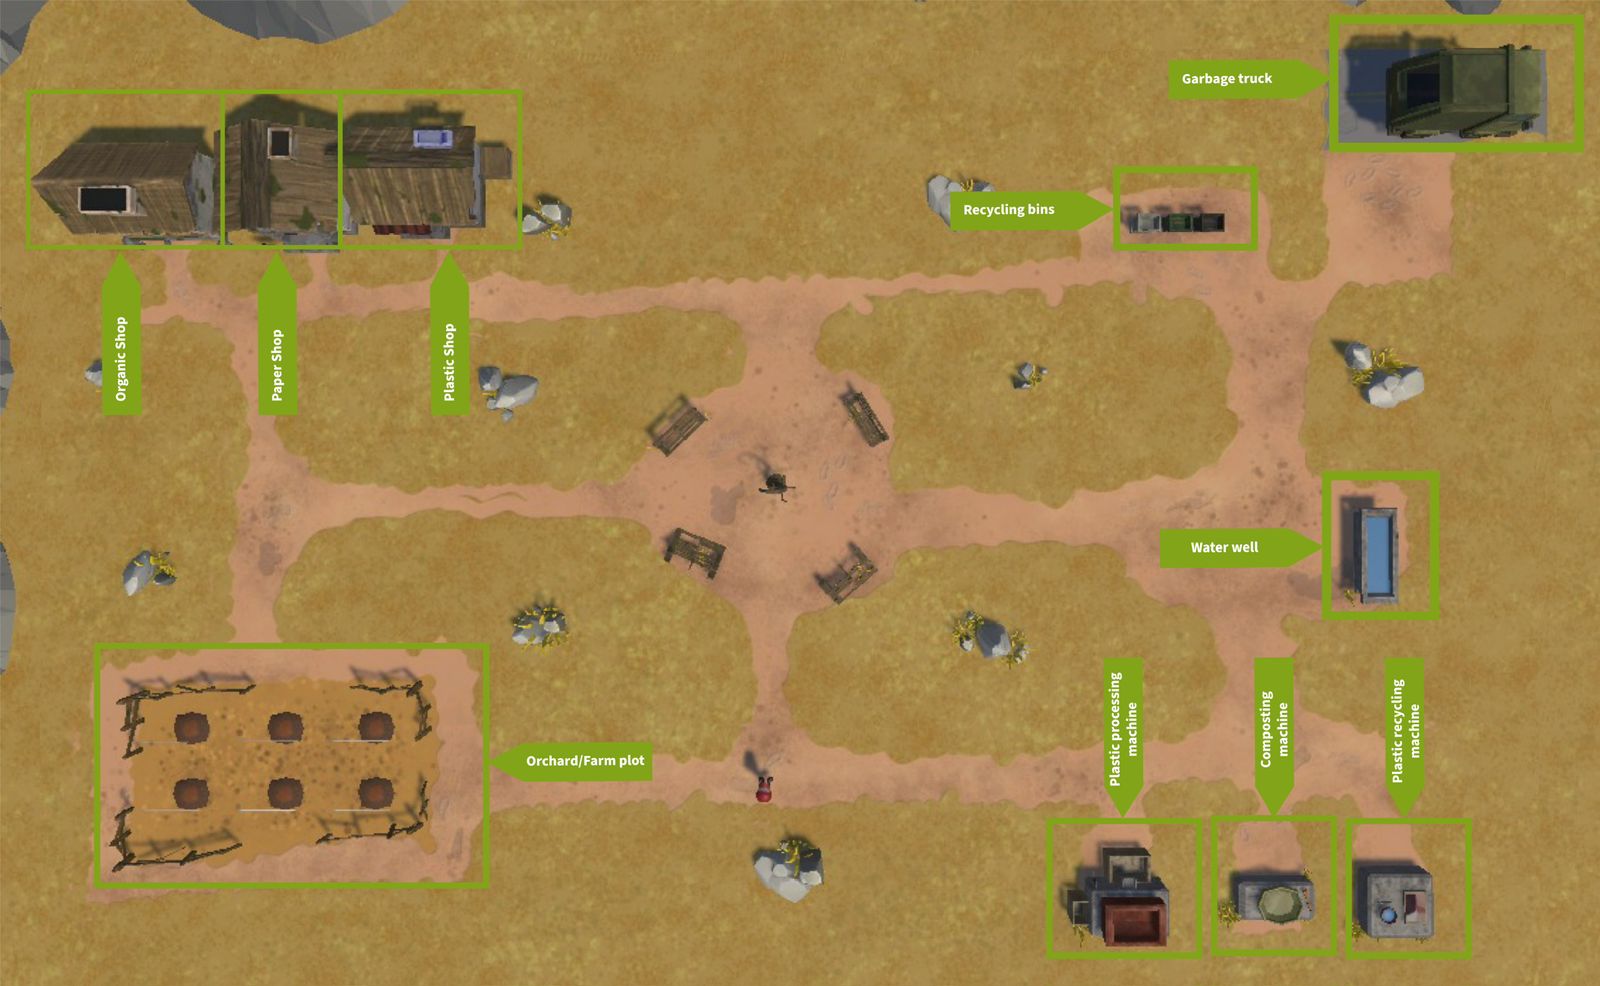 Garbage truck
Recycling bins
Organic Shop
Paper Shop
Plastic Shop
Water well
Plastic processing
machine
Composting
machine
Plastic recycling
machine
Orchard/Farm plot